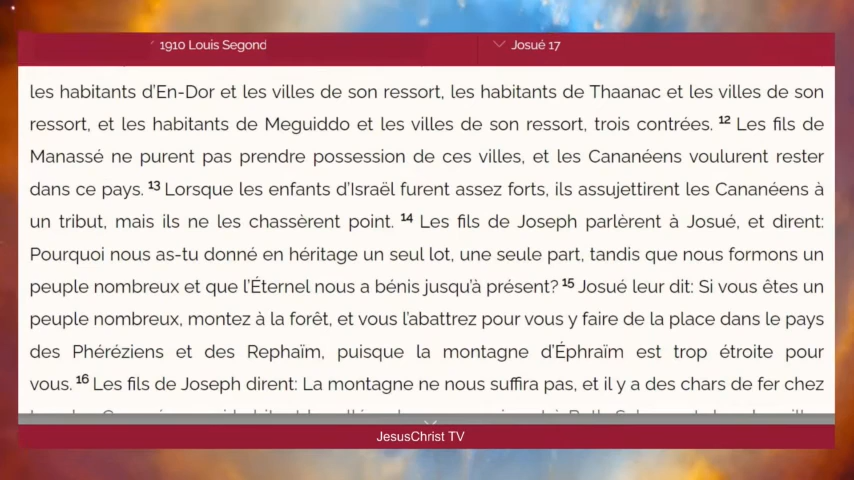 1910 Louis Segond
Josué 17
les habitants d'En-Dor et les villes de son ressort, les habitants de Thaanac et les villes de son
ressort, et les habitants de Meguiddo et les villes de son ressort, trois contrées. 12 Les fils de
Manassé ne purent pas prendre possession de ces villes, et les Cananéens voulurent rester
dans ce pays. 13 Lorsque les enfants d'Israël furent assez forts, ils assujettirent les Cananéens à
un tribut, mais ils ne les chassèrent point. 14 Les fils de Joseph parlèrent à Josué, et dirent:
Pourquoi nous as-tu donné en héritage un seul lot, une seule part, tandis que nous formons un
peuple nombreux et que l'Éternel nous a bénis jusqu'à présent? 15 Josué leur dit: Si vous êtes un
peuple nombreux, montez à la forêt, et vous l'abattrez pour vous y faire de la place dans le pays
des Phéréziens et des Rephaïm, puisque la montagne d'Éphraïm est trop étroite pour
vous. 16 Les fils de Joseph dirent: La montagne ne nous suffira pas, et il y a des chars de fer chez
JesusChrist TV